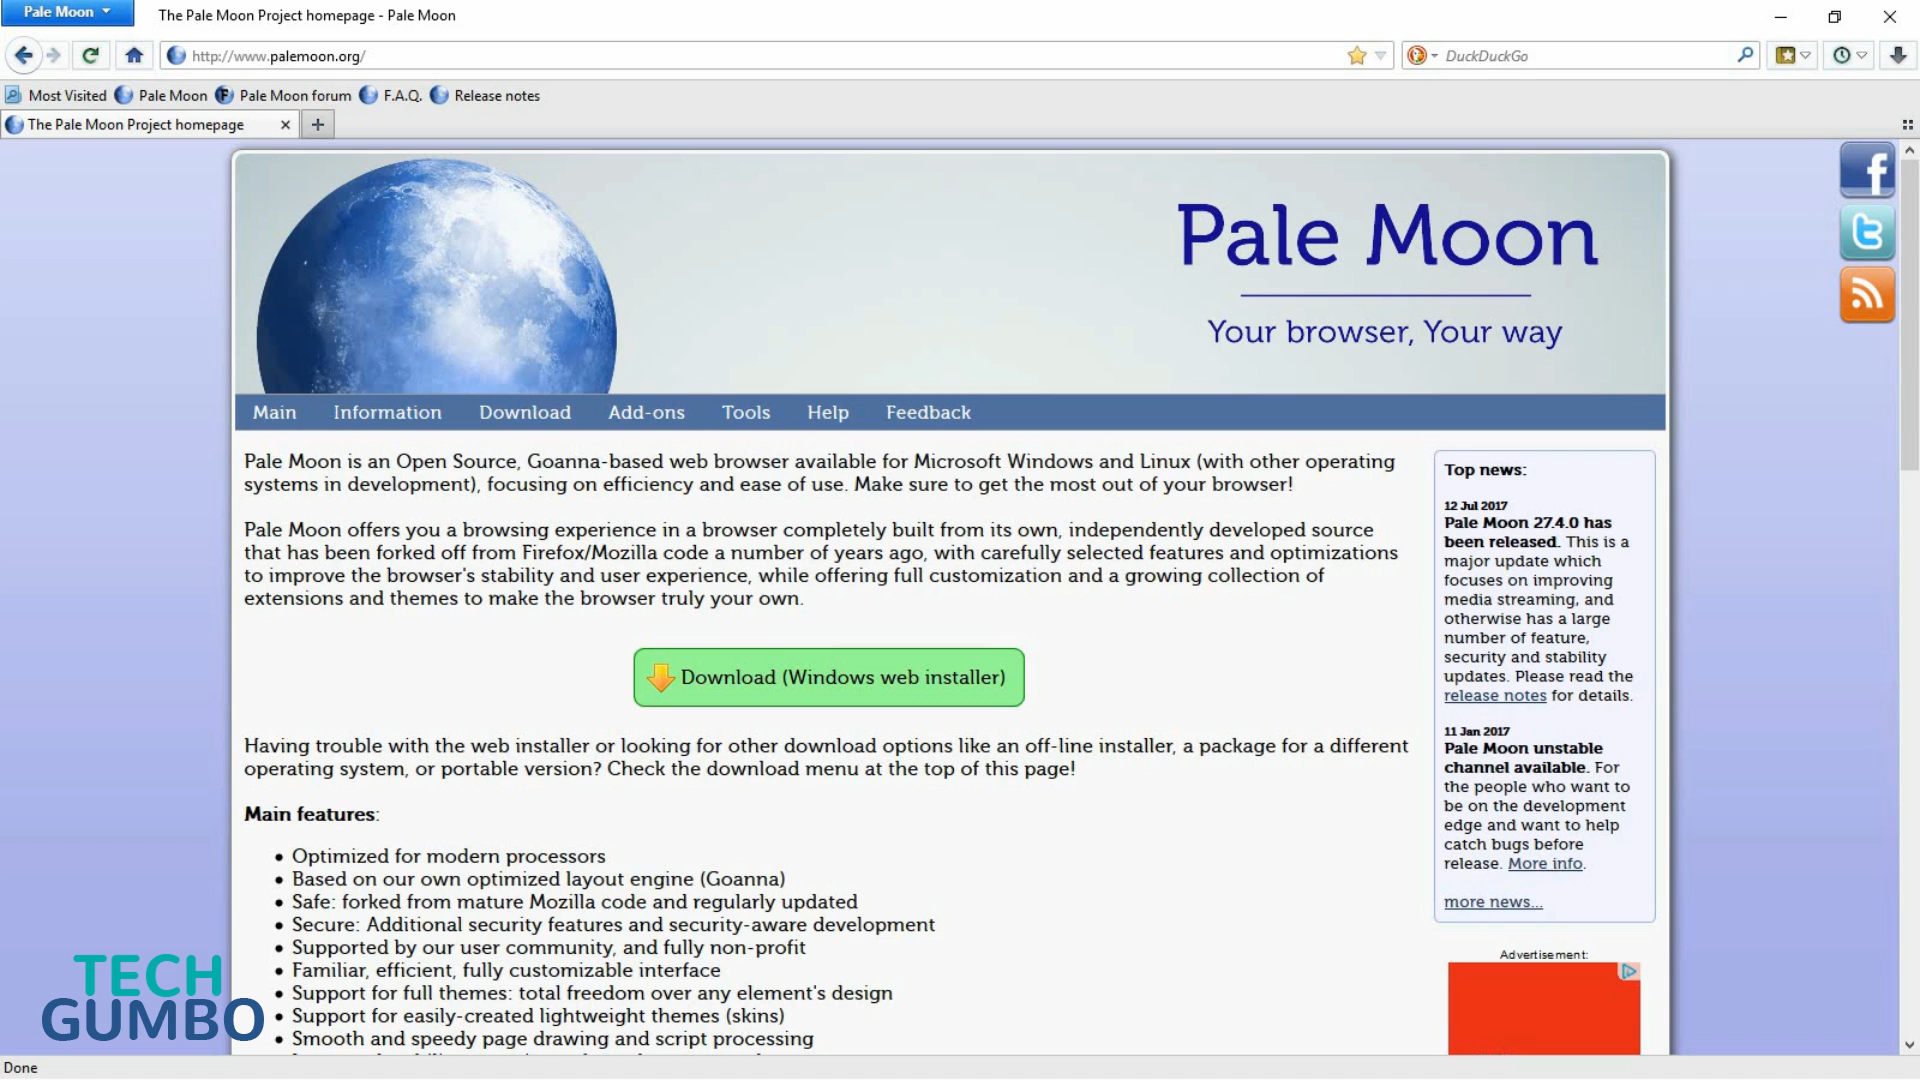 Pale Moon
The Pale Moon Project homepage - Pale Moon
http://www.palemoon.org/
DuckDuckGo
Most Visited Pale Moon Pale Moon forum F.A.Q. Release notes
The Pale Moon Project homepage
Pale Moon
Your browser, Your way
Main Information Download Add-ons Tools Help Feedback
Pale Moon is an Open Source, Goanna-based web browser available for Microsoft Windows and Linux (with other operating
systems in development), focusing on efficiency and ease of use. Make sure to get the most out of your browser!
Pale Moon offers you a browsing experience in a browser completely built from its own, independently developed source
that has been forked off from Firefox/Mozilla code a number of years ago, with carefully selected features and optimizations
to improve the browser's stability and user experience, while offering full customization and a growing collection of
extensions and themes to make the browser truly your own.
Download (Windows web installer)
Having trouble with the web installer or looking for other download options like an off-line installer, a package for a different
operating system, or portable version? Check the download menu at the top of this page!
Main features:
• Optimized for modern processors
• Based on our own optimized layout engine (Goanna)
• Safe: forked from mature Mozilla code and regularly updated
• Secure: Additional security features and security-aware development
• Supported by our user community, and fully non-profit
• Familiar, efficient, fully customizable interface
• Support for full themes: total freedom over any element's design
• Support for easily-created lightweight themes (skins)
• Smooth and speedy page drawing and script processing
Top news:
12 Jul 2017
Pale Moon 27.4.0 has
been released. This is a
major update which
focuses on improving
media streaming, and
otherwise has a large
number of feature,
security and stability
updates. Please read the
release notes for details.
11 Jan 2017
Pale Moon unstable
channel available. For
the people who want to
be on the development
edge and want to help
catch bugs before
release. More info.
more news...
Advertisement:
TECH
GUMBO
Done